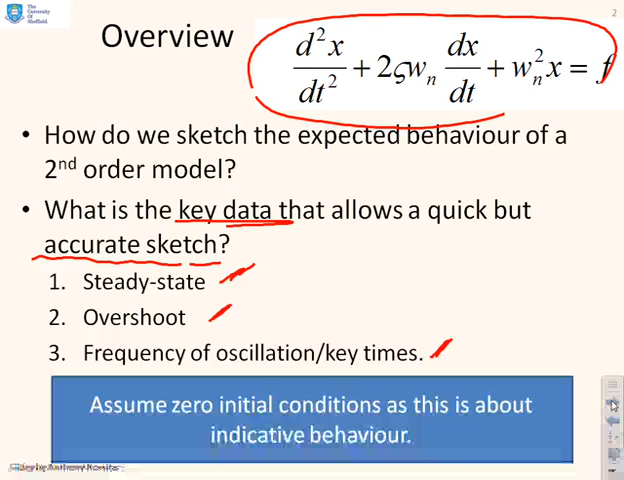 The
University
Of
Sheffield.
2
Overview
d²x/dt² + 2ςwₙ dx/dt + wₙ²x = f
• How do we sketch the expected behaviour of a
2nd order model?
• What is the key data that allows a quick but
accurate sketch?
1. Steady-state
2. Overshoot
3. Frequency of oscillation/key times.
Assume zero initial conditions as this is about
indicative behaviour.